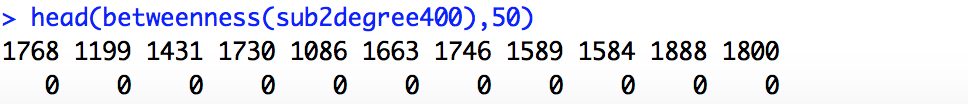 > head(betweenness(sub2degree400),50)
1768 1199 1431 1730 1086 1663 1746 1589 1584 1888 1800
0 0 0 0 0 0 0 0 0 0 0